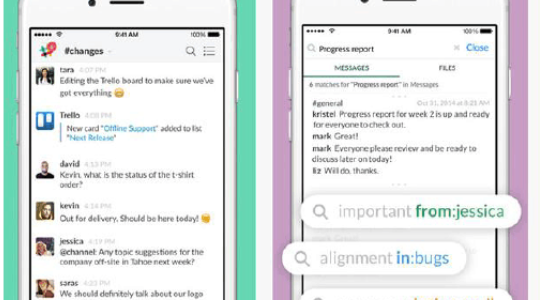 9:41 AM
100%
#changes
tara 4:07 PM
Editing the Trello board to make sure we've
got everything
Trello 4:08 PM
New card "Offline Support" added to list
"Next Release"
david 4:13 PM
Kevin, what is the status of the t-shirt
order?
kevin 4:14 PM
Out for delivery. Should be here today!
jessica 4:19 PM
@channel: Any topic suggestions for the
company off-site in Tahoe next week?
saras 4:20 PM
We should definitely talk about our logo
9:41 AM
100%
Progress report
Close
MESSAGES
FILES
6 matches for "Progress report" in Messages
#general
Oct 31, 2014 at 8:25 AM
kristel Progress report for week 2 is up and ready
for everyone to check out.
mark Great!
mark Everyone please review and be ready to
discuss later on today!
liz Will do, thanks.
important from:jessica
alignment in:bugs